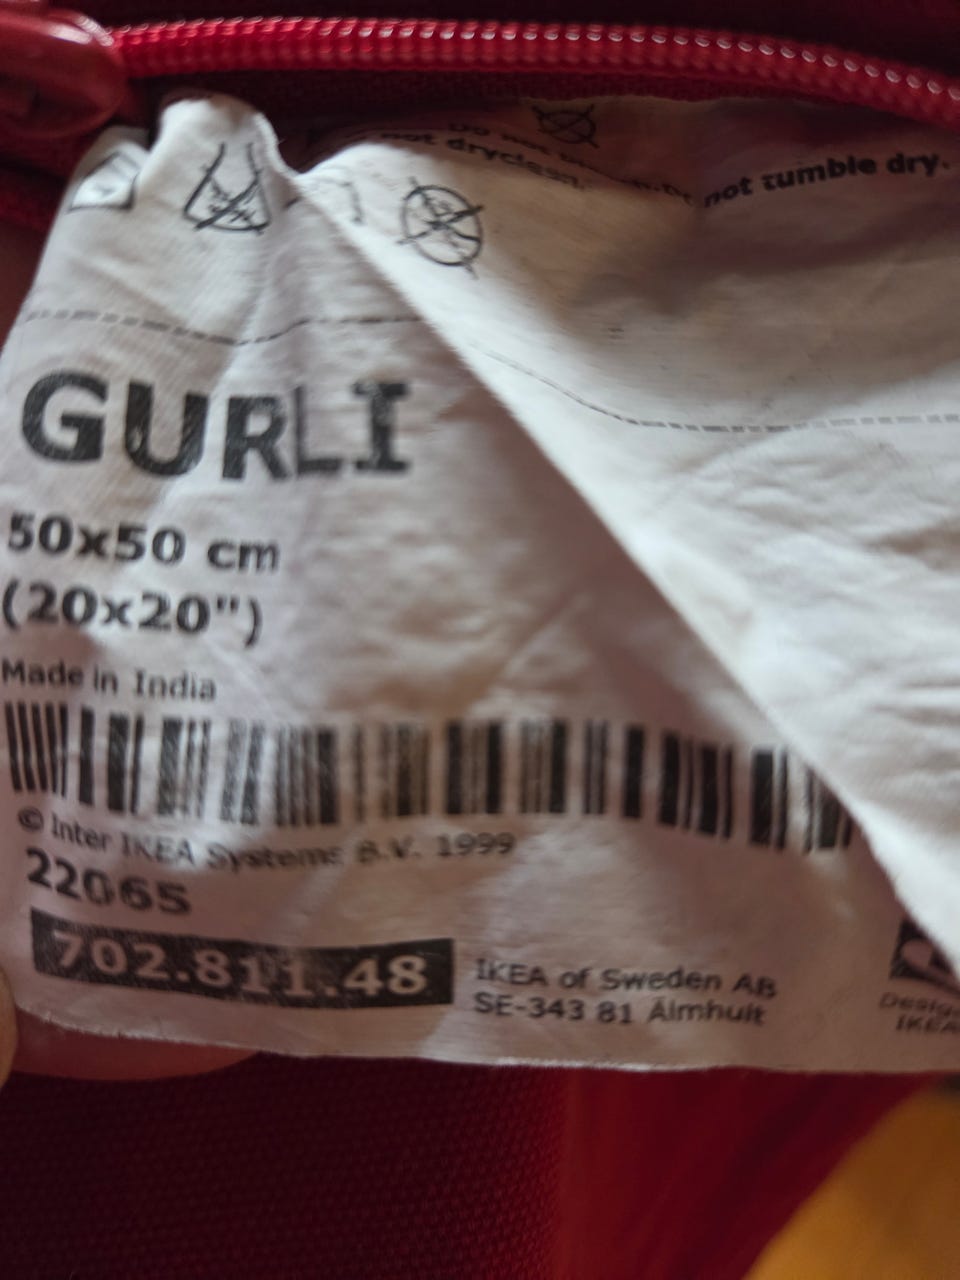 not tumble dry.
not dryclean.
GURLI
50x50 cm
(20x20")
Made in India
© Inter IKEA Systems B.V. 1999
22065
702.811.48
IKEA of Sweden AB
SE-343 81 Älmhult
IKEA